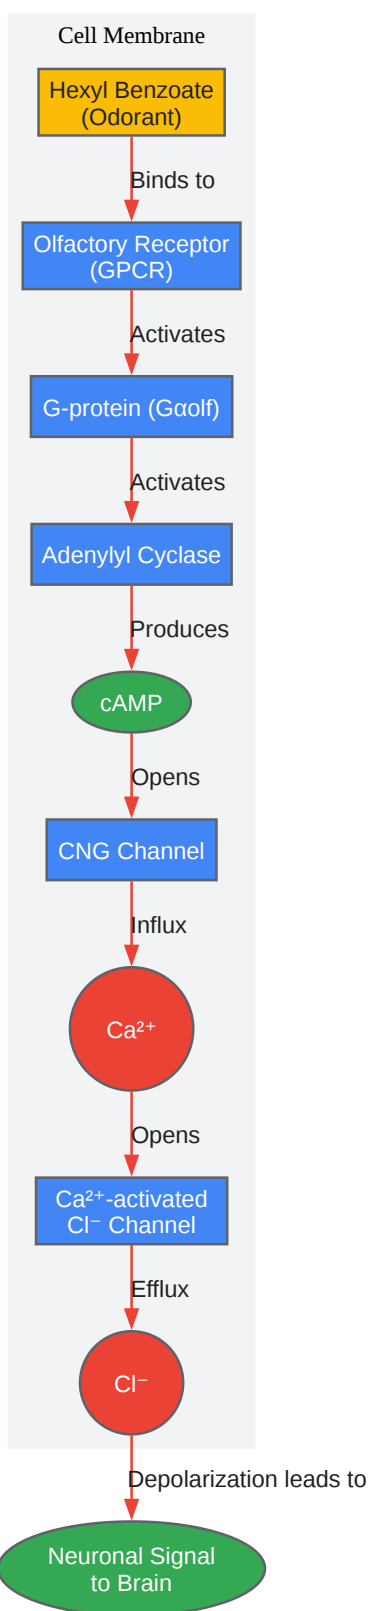 Cell Membrane
Hexyl Benzoate
(Odorant)
Binds to
Olfactory Receptor
(GPCR)
Activates
G-protein (Gαolf)
Activates
Adenylyl Cyclase
Produces
cAMP
Opens
CNG Channel
Influx
Ca²⁺
Opens
Ca²⁺-activated
Cl⁻ Channel
Efflux
Cl⁻
Depolarization leads to
Neuronal Signal
to Brain